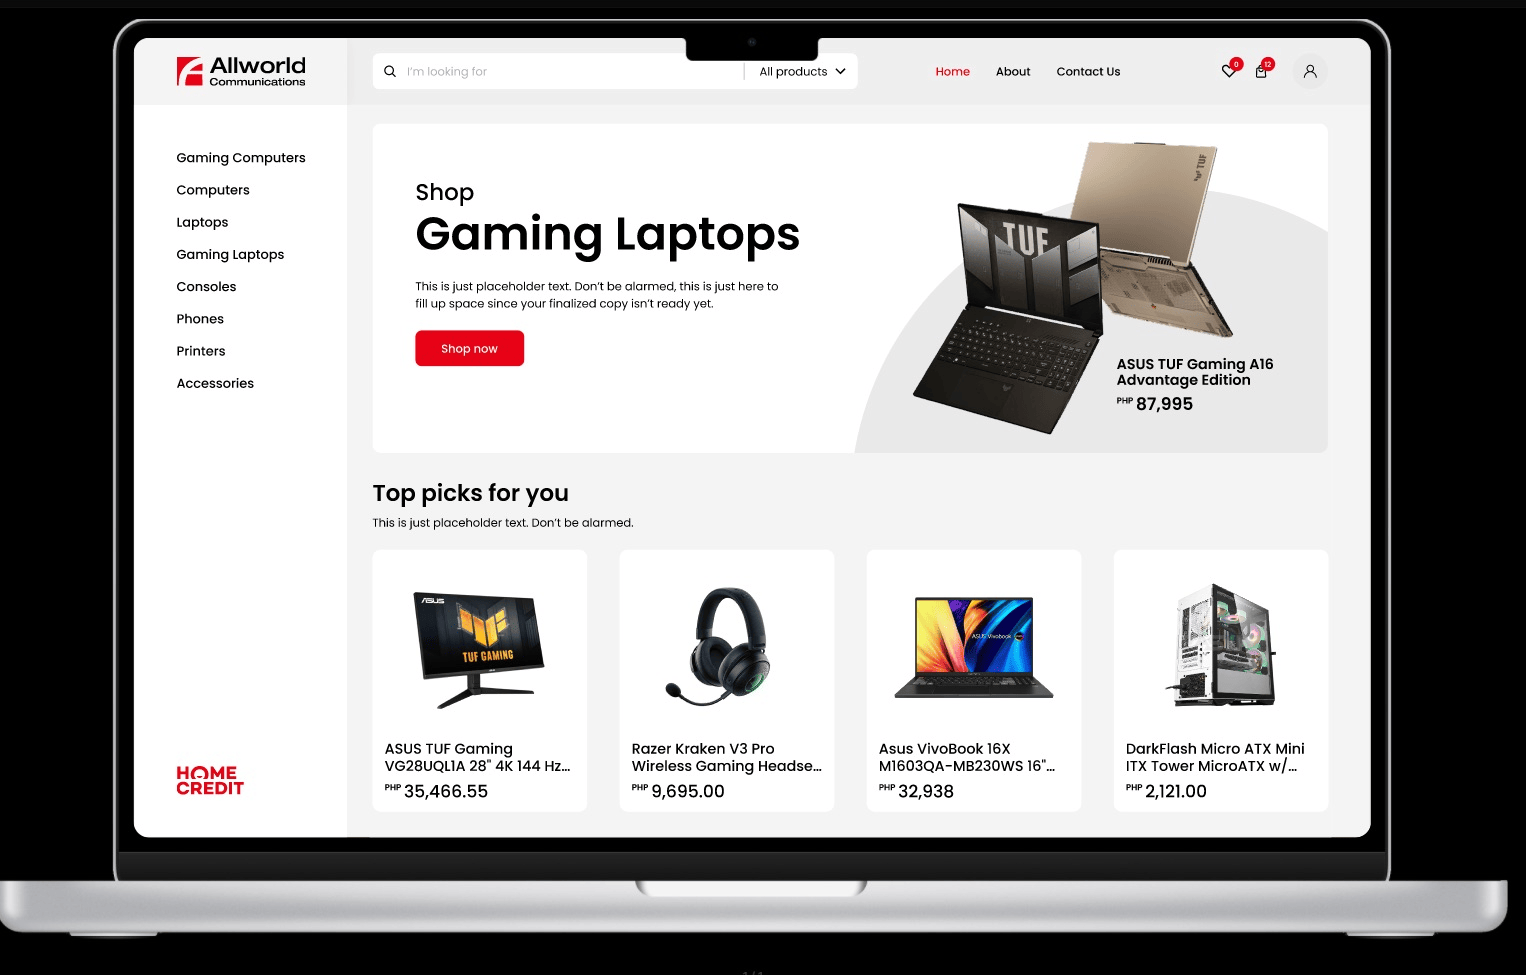 Allworld
Communications
I'm looking for
All products
Home
About
Contact Us
0
12
Gaming Computers
Computers
Laptops
Gaming Laptops
Consoles
Phones
Printers
Accessories
HOME
CREDIT
Shop
Gaming Laptops
This is just placeholder text. Don't be alarmed, this is just here to
fill up space since your finalized copy isn't ready yet.
Shop now
TUF
TUF
ASUS TUF Gaming A16
Advantage Edition
PHP 87,995
Top picks for you
This is just placeholder text. Don't be alarmed.
ASUS
TUF GAMING
ASUS TUF Gaming
VG28UQL1A 28" 4K 144 Hz...
PHP 35,466.55
Razer Kraken V3 Pro
Wireless Gaming Headse...
PHP 9,695.00
ASUS Vivobook
Asus VivoBook 16X
M1603QA-MB230WS 16"...
PHP 32,938
DarkFlash Micro ATX Mini
ITX Tower MicroATX w/...
PHP 2,121.00